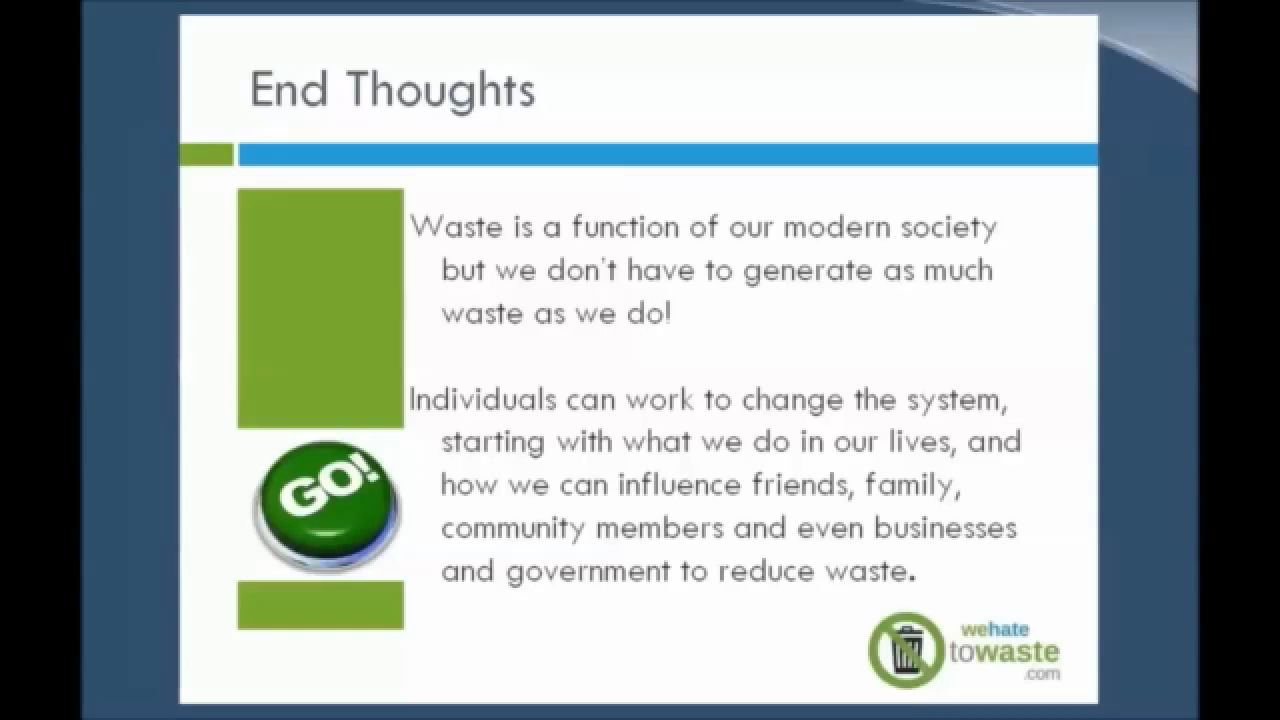 End Thoughts
Waste is a function of our modern society
but we don't have to generate as much
waste as we do!
Individuals can work to change the system,
starting with what we do in our lives, and
how we can influence friends, family,
community members and even businesses
and government to reduce waste.
GO!
wehate
towaste
.com